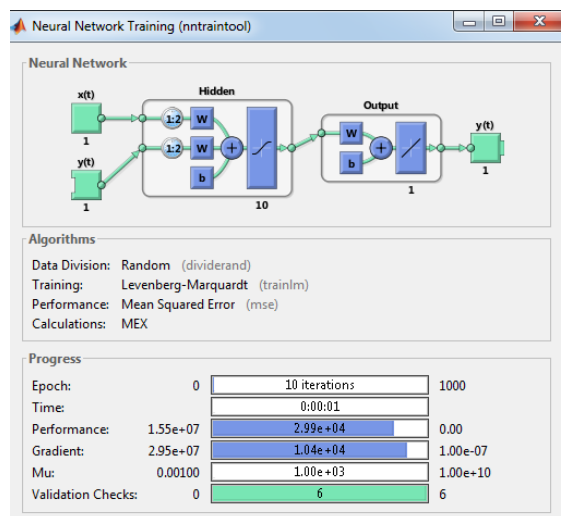 Neural Network Training (nntraintool)
Neural Network
Hidden
x(t)
Output
1:2 W
y(t)
1
W
y(t)
1:2 W
b
b
1
1
10
1
Algorithms
Data Division: Random (dividerand)
Training: Levenberg-Marquardt (trainlm)
Performance: Mean Squared Error (mse)
Calculations: MEX
Progress
Epoch: 0 10 iterations 1000
Time: 0:00:01
Performance: 1.55e+07 2.99e+04 0.00
Gradient: 2.95e+07 1.04e+04 1.00e-07
Mu: 0.00100 1.00e+03 1.00e+10
Validation Checks: 0 6 6